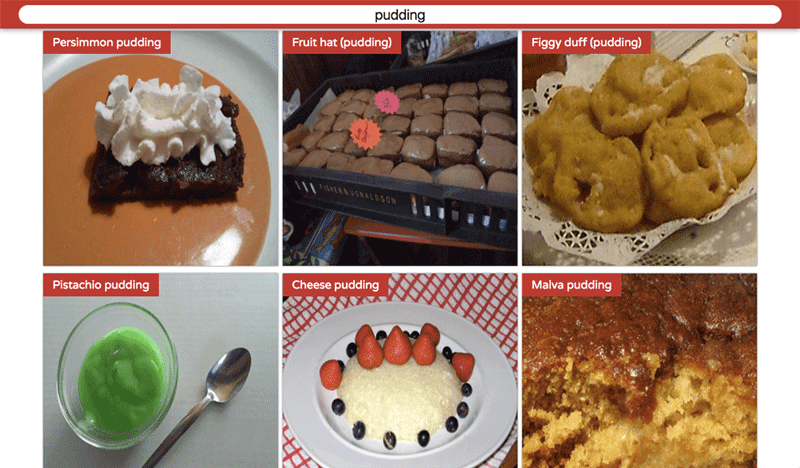 pudding
Persimmon pudding
Fruit hat (pudding)
Figgy duff (pudding)
FISHER & DONALDSON
Pistachio pudding
Cheese pudding
Malva pudding